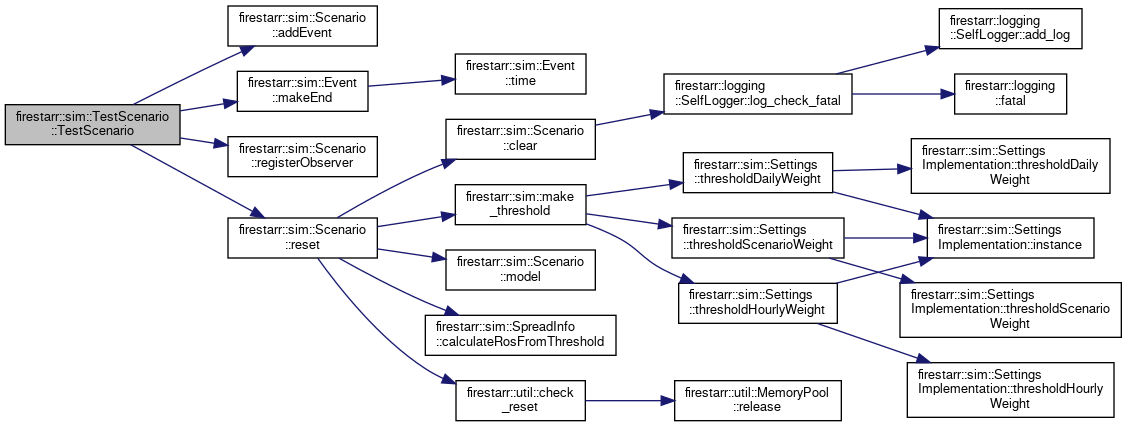 firestarr::sim::TestScenario
::TestScenario
firestarr::sim::Scenario
::addEvent
firestarr::sim::Event
::makeEnd
firestarr::sim::Event
::time
firestarr::sim::Scenario
::registerObserver
firestarr::sim::Scenario
::reset
firestarr::sim::Scenario
::clear
firestarr::logging
::SelfLogger::log_check_fatal
firestarr::logging
::SelfLogger::add_log
firestarr::logging
::fatal
firestarr::sim::make
_threshold
firestarr::sim::Settings
::thresholdDailyWeight
firestarr::sim::Settings
Implementation::thresholdDaily
Weight
firestarr::sim::Settings
Implementation::instance
firestarr::sim::Settings
::thresholdScenarioWeight
firestarr::sim::Settings
Implementation::thresholdScenario
Weight
firestarr::sim::Settings
::thresholdHourlyWeight
firestarr::sim::Settings
Implementation::thresholdHourly
Weight
firestarr::sim::Scenario
::model
firestarr::sim::SpreadInfo
::calculateRosFromThreshold
firestarr::util::check
_reset
firestarr::util::MemoryPool
::release